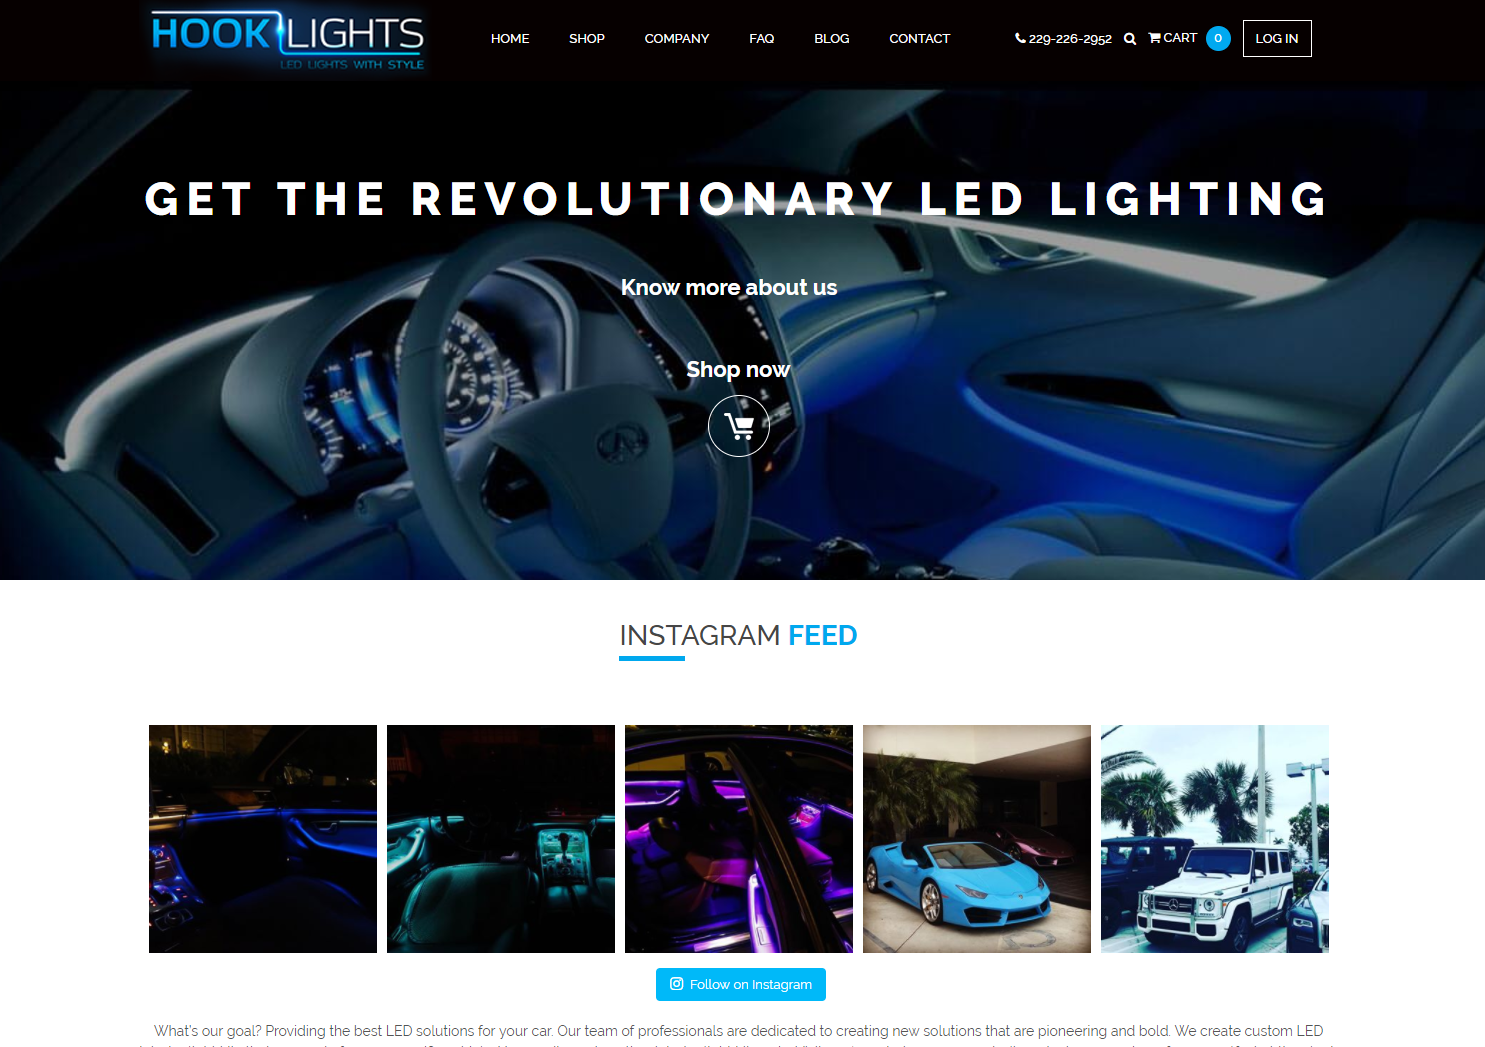 HOOK LIGHTS
LED LIGHTS WITH STYLE
HOME SHOP COMPANY FAQ BLOG CONTACT 229-226-2952 CART 0 LOG IN
GET THE REVOLUTIONARY LED LIGHTING
Know more about us
Shop now
INSTAGRAM FEED
Follow on Instagram
What's our goal? Providing the best LED solutions for your car. Our team of professionals are dedicated to creating new solutions that are pioneering and bold. We create custom LED